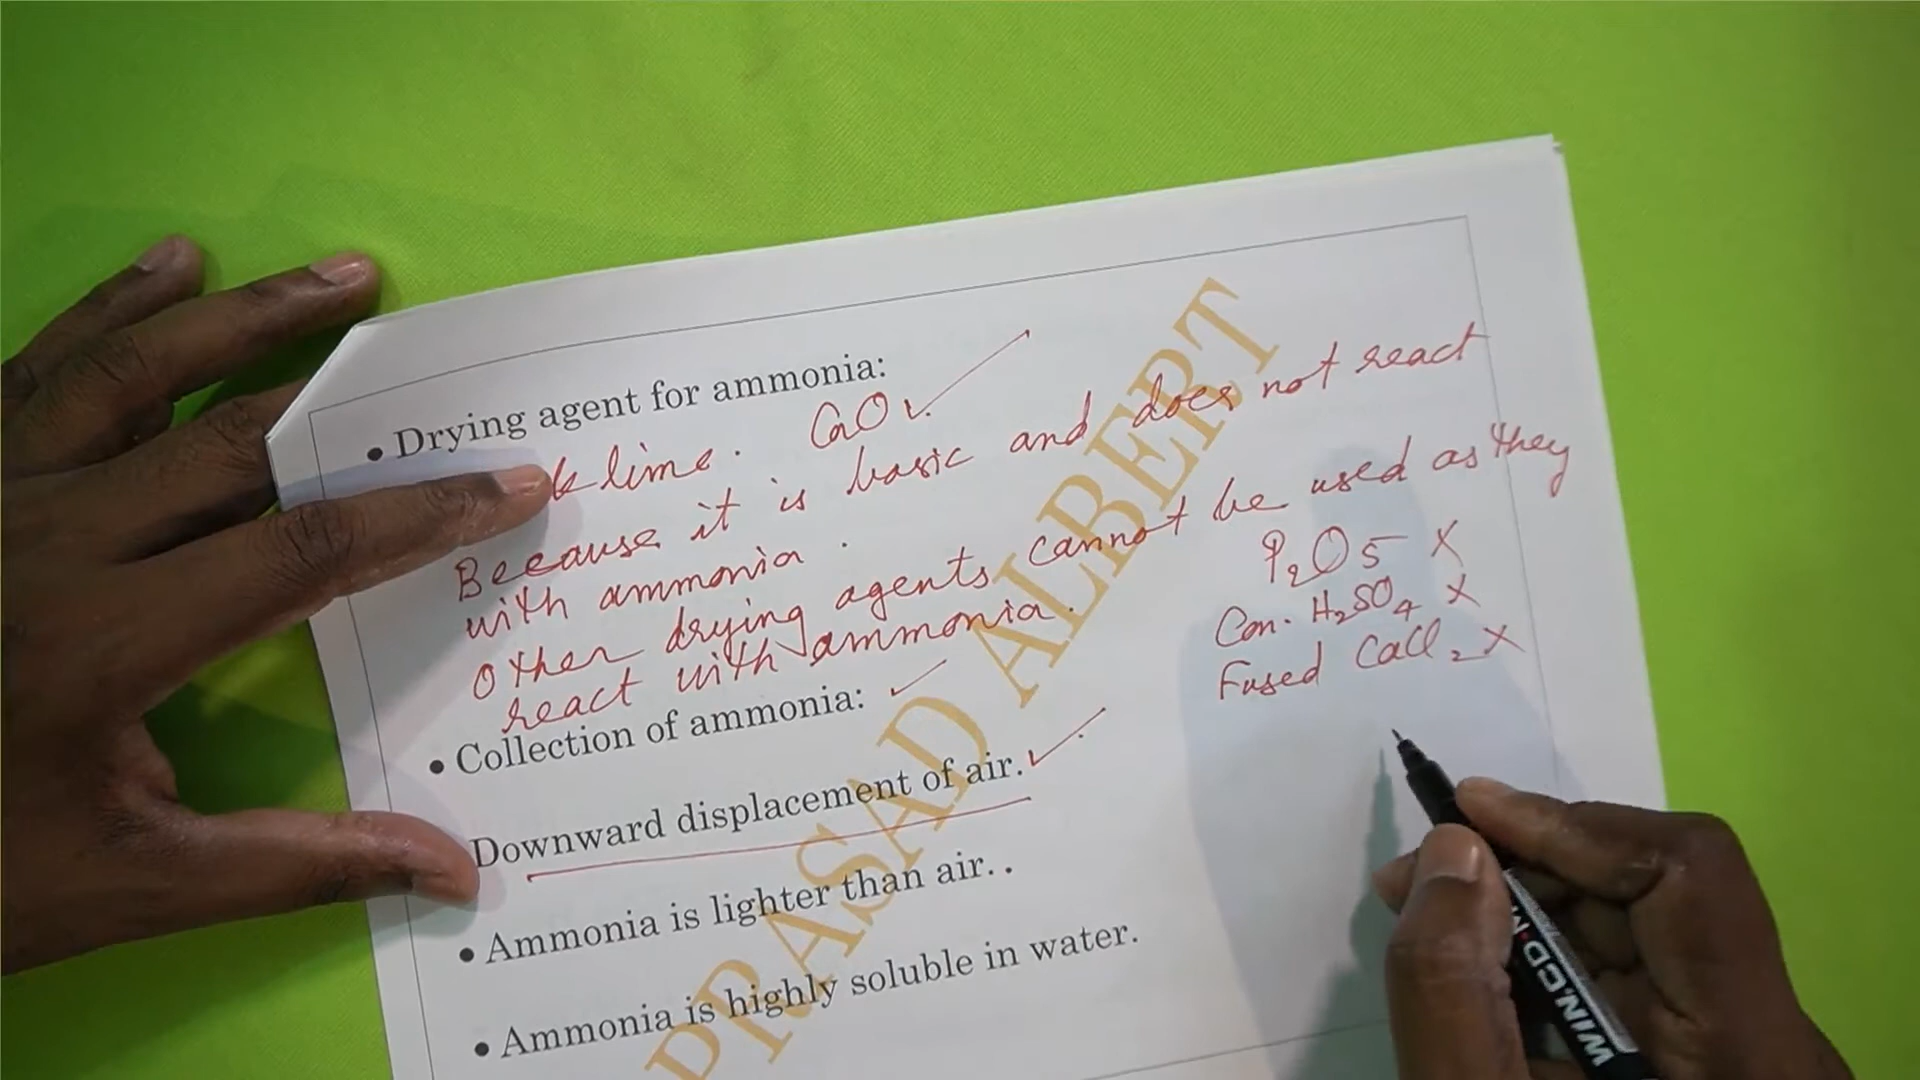 • Drying agent for ammonia:
k lime. CaO
Because it is basic and does not react
with ammonia.
Other drying agents cannot be used as they
react with ammonia.
P₂O5 X
Con. H₂SO₄ X
Fused CaCl₂ X
• Collection of ammonia:
Downward displacement of air.
• Ammonia is lighter than air. .
• Ammonia is highly soluble in water.
PRASAD ALBERT
WIN.CD.M